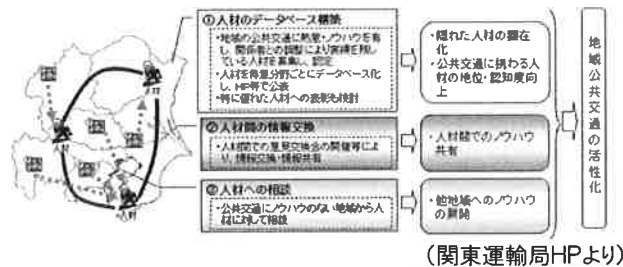 ①人材のデータベース構築
・地域の公共交通に熱意・ノウハウを有
し、関係者との調整により実績を残し
ている人材を募集し、認定
・人材を得意分野ごとにデータベース化
し、HP等で公表
・特に優れた人材への表彰も検討
・隠れた人材の顕在
化
・公共交通に携わる人
材の地位・認知度向
上
②人材間の情報交換
・人材間での意見交換会の開催等によ
り、情報交換・情報共有
・人材間でのノウハウ
共有
③人材への相談
・公共交通にノウハウのない地域から人
材に対して相談
・他地域へのノウハウ
の展開
地域公共交通の活性化
人材
人材
人材
(関東運輸局HPより)